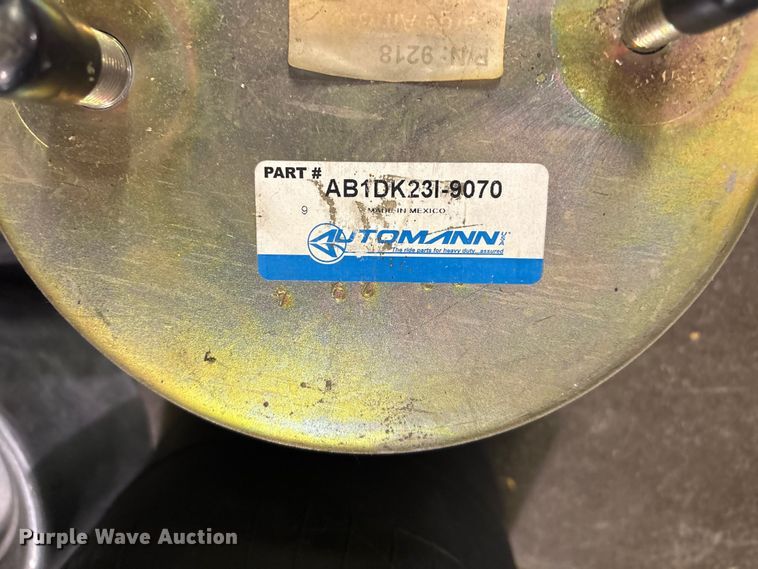 P/N: 9218
PART #
AB1DK23I-9070
9
MADE IN MEXICO
AUTOMANN INC
The ride parts for heavy duty...assured
Purple Wave Auction